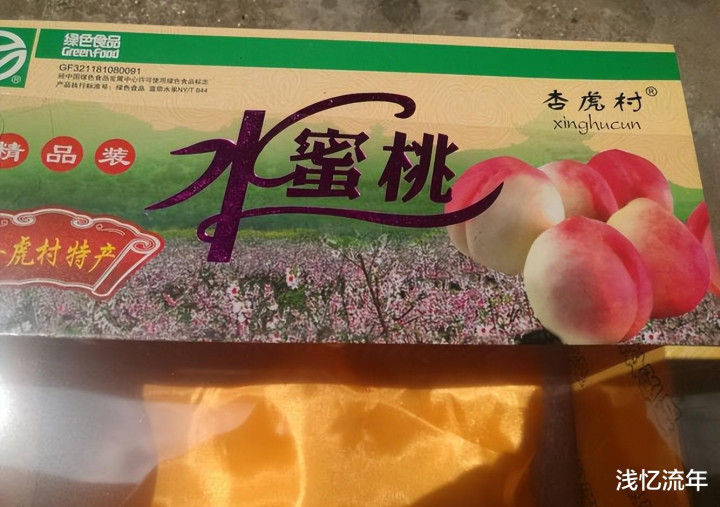 绿色食品
GreenFood
®
GF321181080091
经中国绿色食品发展中心许可使用绿色食品标志
产品执行标准号：绿色食品 温带水果NY/T 844
杏虎村®
xinghucun
精品装
水蜜桃
虎村特产
浅忆流年